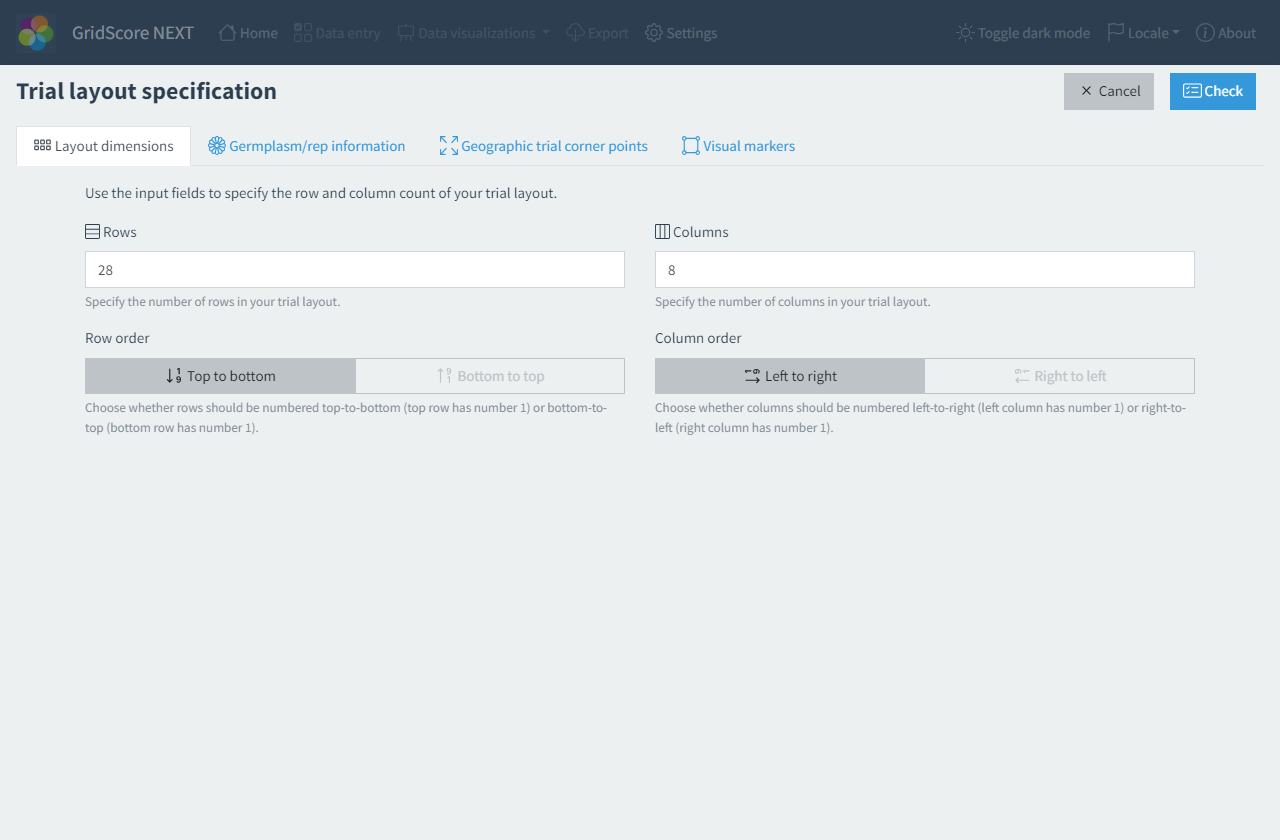 GridScore NEXT Home Data entry Data visualizations Export Settings Toggle dark mode Locale About
Trial layout specification Cancel Check
Layout dimensions Germplasm/rep information Geographic trial corner points Visual markers
Use the input fields to specify the row and column count of your trial layout.
Rows
28
Specify the number of rows in your trial layout.
Row order
Top to bottom Bottom to top
Choose whether rows should be numbered top-to-bottom (top row has number 1) or bottom-to-
top (bottom row has number 1).
Columns
8
Specify the number of columns in your trial layout.
Column order
Left to right Right to left
Choose whether columns should be numbered left-to-right (left column has number 1) or right-to-
left (right column has number 1).